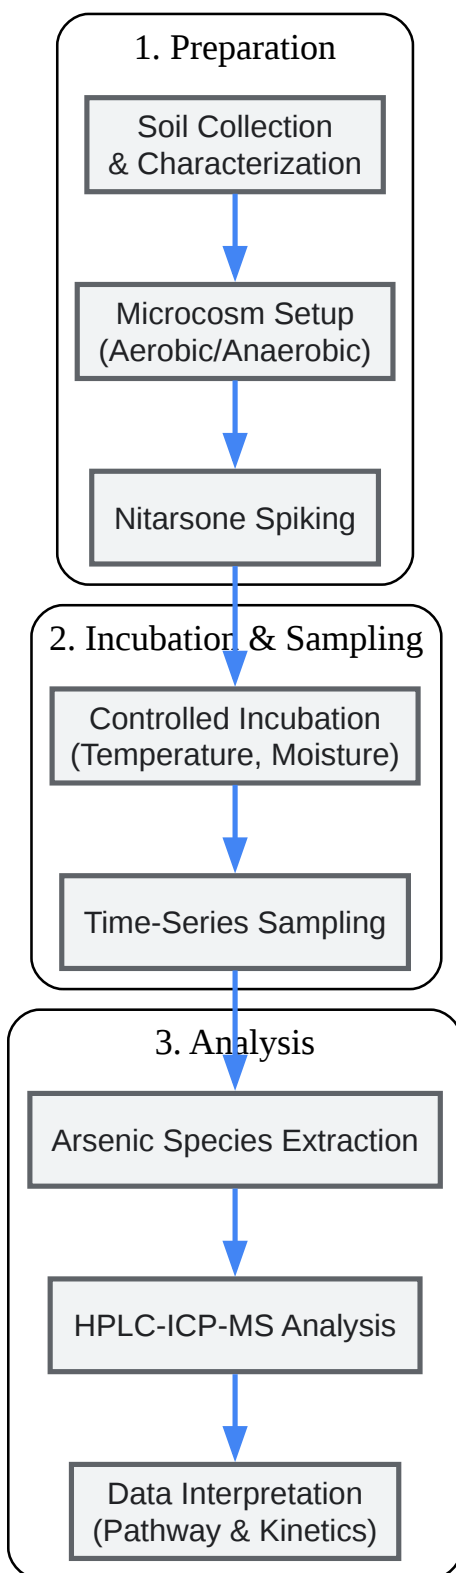 1. Preparation
Soil Collection
& Characterization
Microcosm Setup
(Aerobic/Anaerobic)
Nitarsone Spiking
2. Incubation & Sampling
Controlled Incubation
(Temperature, Moisture)
Time-Series Sampling
3. Analysis
Arsenic Species Extraction
HPLC-ICP-MS Analysis
Data Interpretation
(Pathway & Kinetics)